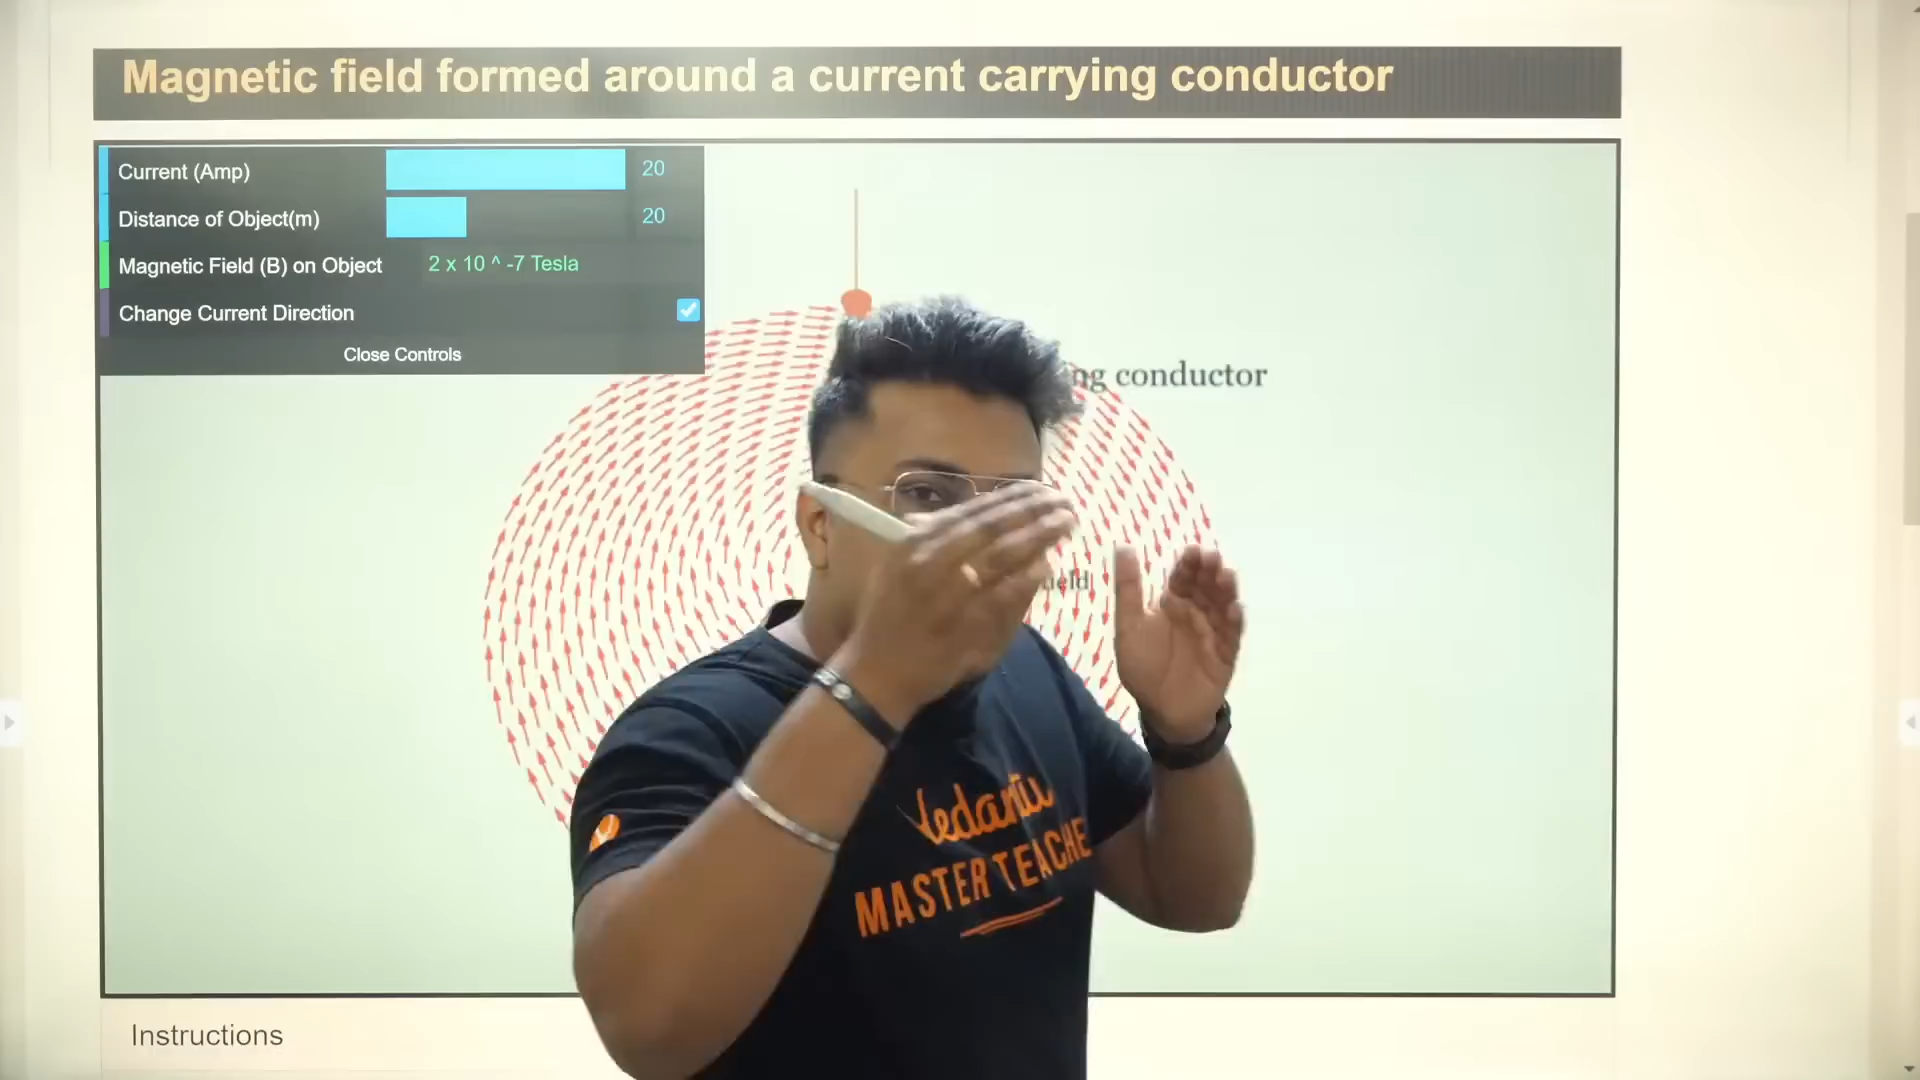 Magnetic field formed around a current carrying conductor
Current (Amp) 20
Distance of Object(m) 20
Magnetic Field (B) on Object 2 x 10 ^ -7 Tesla
Change Current Direction
Close Controls
conductor
Vedantu
MASTER
Instructions